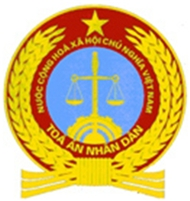 NƯỚC CỘNG HOÀ XÃ HỘI CHỦ NGHĨA VIỆT NAM
TOÀ ÁN NHÂN DÂN